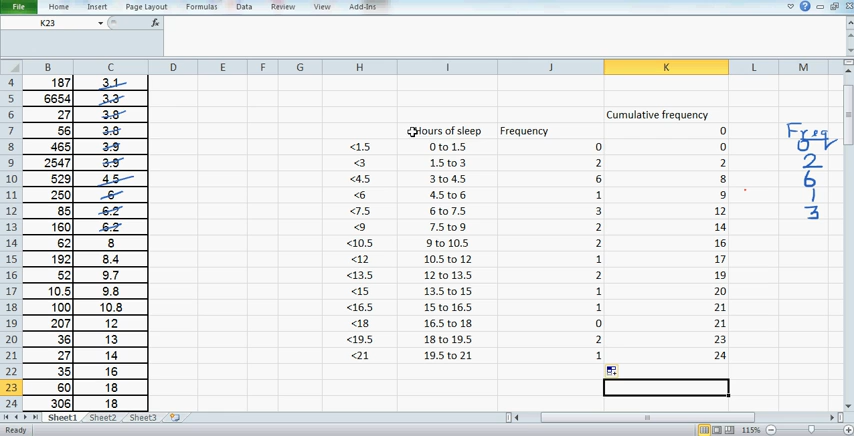 File Home Insert Page Layout Formulas Data Review View Add-Ins
K23 fx
B C D E F G H I J K L M
4 187 3.1
5 6654 3.3
6 27 3.8 Cumulative frequency
7 56 3.8 Hours of sleep Frequency 0 Freq
8 465 3.9 <1.5 0 to 1.5 0 0 0
9 2547 3.9 <3 1.5 to 3 2 2 2
10 529 4.5 <4.5 3 to 4.5 6 8 6
11 250 6 <6 4.5 to 6 1 9 1
12 85 6.2 <7.5 6 to 7.5 3 12 3
13 160 6.2 <9 7.5 to 9 2 14
14 62 8 <10.5 9 to 10.5 2 16
15 192 8.4 <12 10.5 to 12 1 17
16 52 9.7 <13.5 12 to 13.5 2 19
17 10.5 9.8 <15 13.5 to 15 1 20
18 100 10.8 <16.5 15 to 16.5 1 21
19 207 12 <18 16.5 to 18 0 21
20 36 13 <19.5 18 to 19.5 2 23
21 27 14 <21 19.5 to 21 1 24
22 35 16
23 60 18
24 306 18
Sheet1 Sheet2 Sheet3
Ready 115%